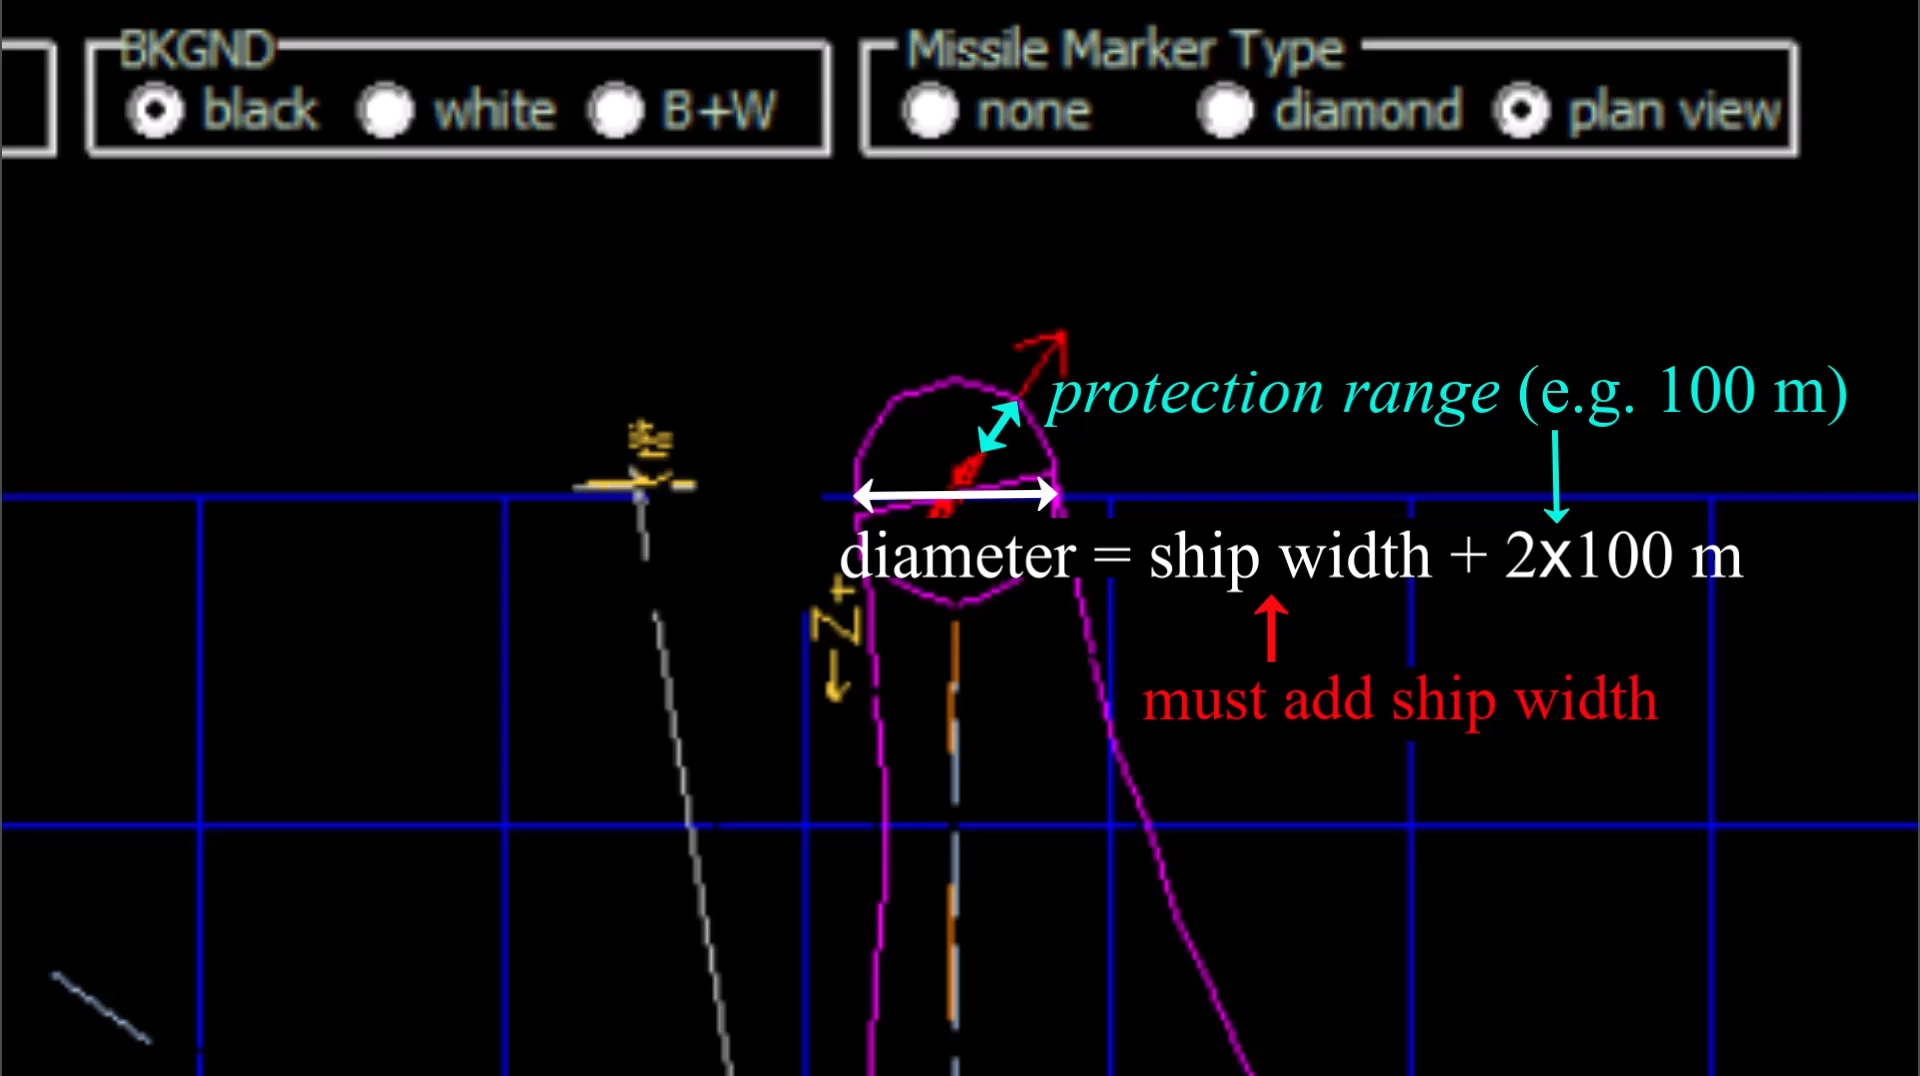 BKGND
black white B+W
Missile Marker Type
none diamond plan view
protection range (e.g. 100 m)
diameter = ship width + 2x100 m
+Z
must add ship width